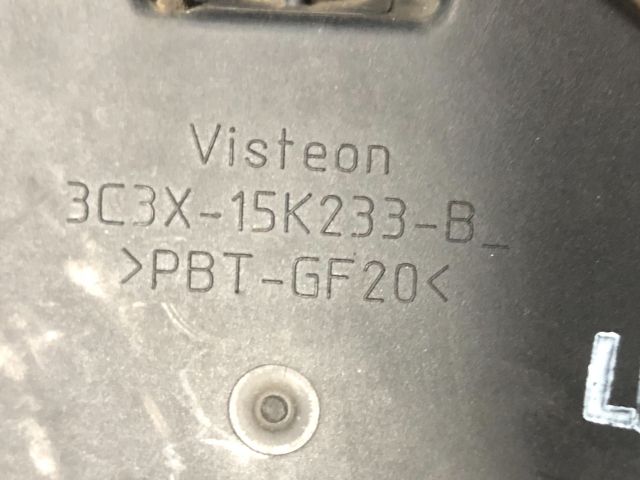 Visteon
3C3X-15K233-B_
>PBT-GF20<
L